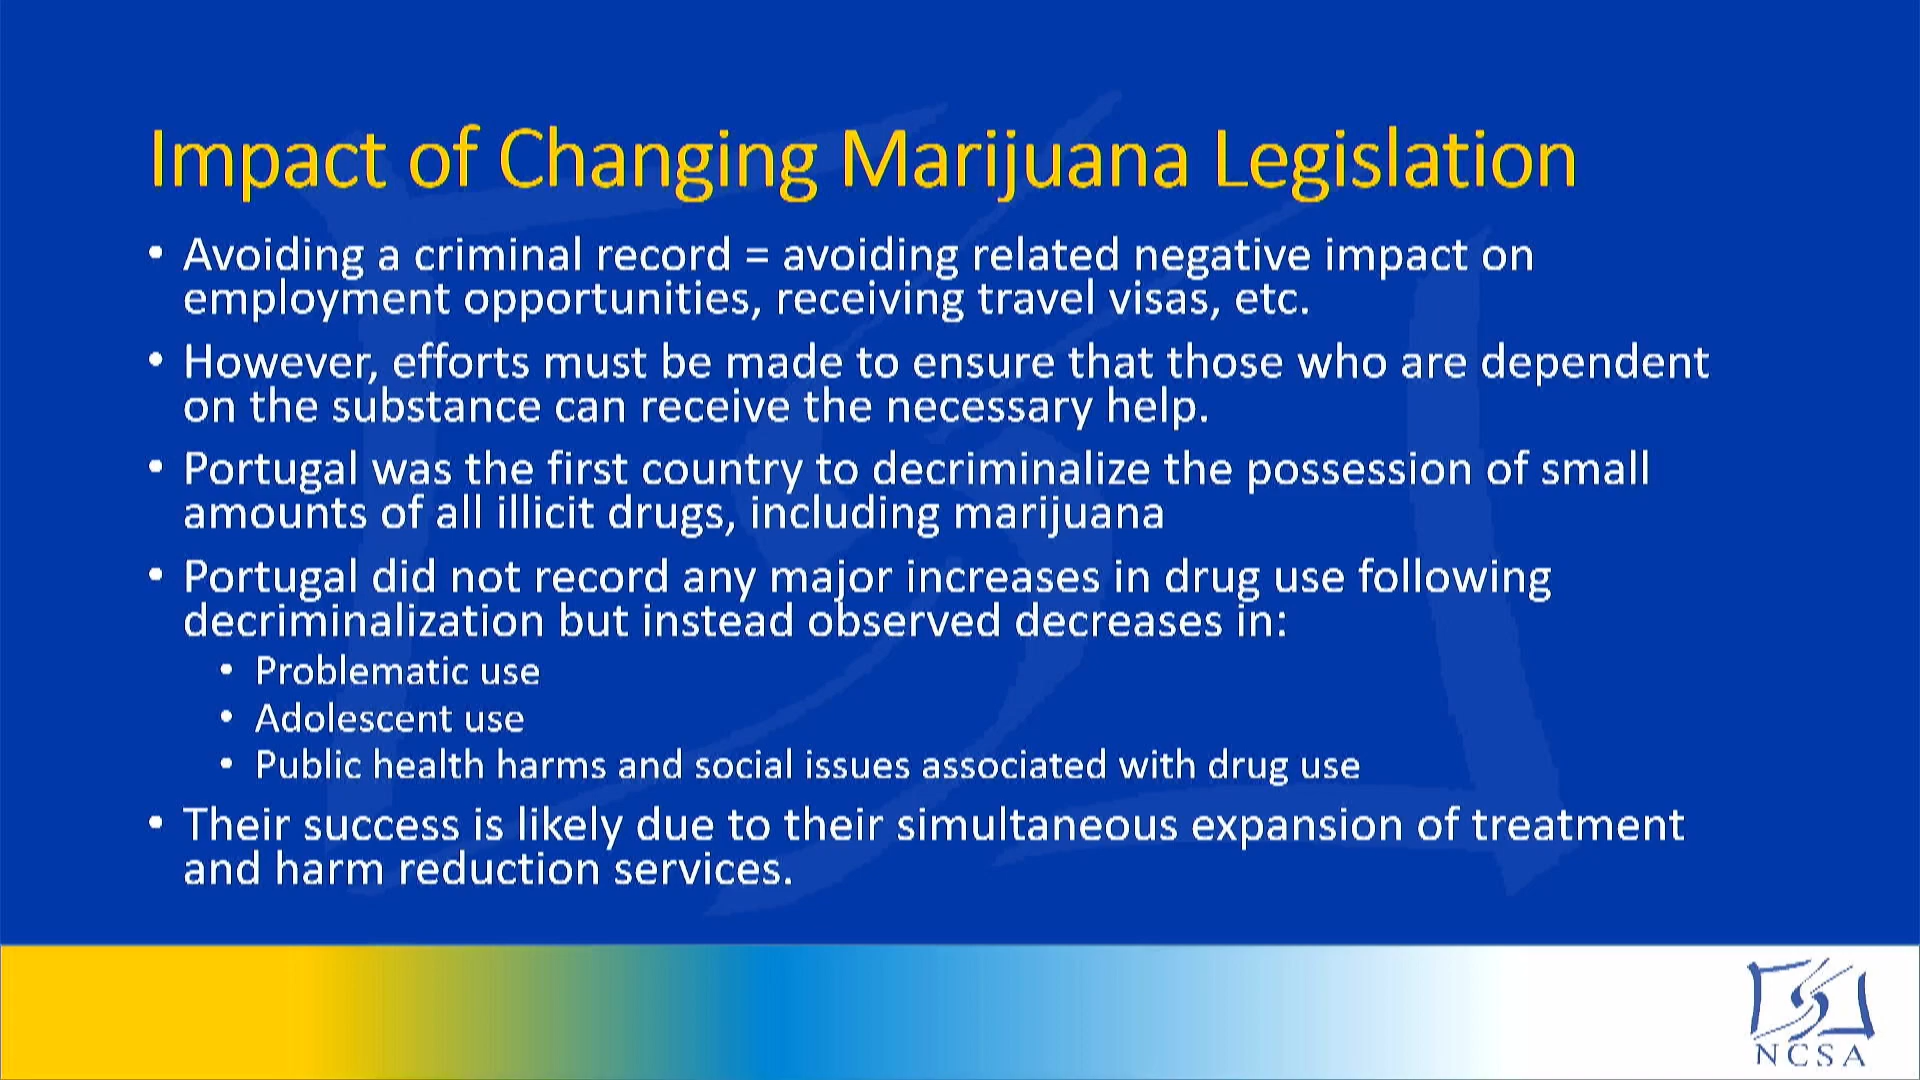 Impact of Changing Marijuana Legislation
• Avoiding a criminal record = avoiding related negative impact on
employment opportunities, receiving travel visas, etc.
• However, efforts must be made to ensure that those who are dependent
on the substance can receive the necessary help.
• Portugal was the first country to decriminalize the possession of small
amounts of all illicit drugs, including marijuana
• Portugal did not record any major increases in drug use following
decriminalization but instead observed decreases in:
• Problematic use
• Adolescent use
• Public health harms and social issues associated with drug use
• Their success is likely due to their simultaneous expansion of treatment
and harm reduction services.
NCSA